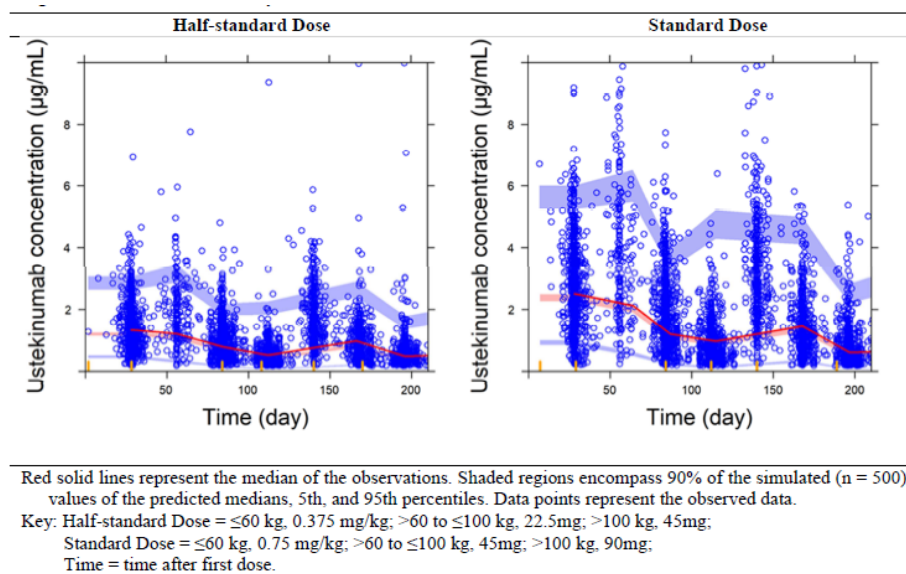 Half-standard Dose Standard Dose
Ustekinumab concentration (µg/mL)
8
6
4
2
50 100 150 200
Time (day)
Ustekinumab concentration (µg/mL)
8
6
4
2
50 100 150 200
Time (day)
Red solid lines represent the median of the observations. Shaded regions encompass 90% of the simulated (n = 500)
values of the predicted medians, 5th, and 95th percentiles. Data points represent the observed data.
Key: Half-standard Dose = ≤60 kg, 0.375 mg/kg; >60 to ≤100 kg, 22.5mg; >100 kg, 45mg;
Standard Dose = ≤60 kg, 0.75 mg/kg; >60 to ≤100 kg, 45mg; >100 kg, 90mg;
Time = time after first dose.